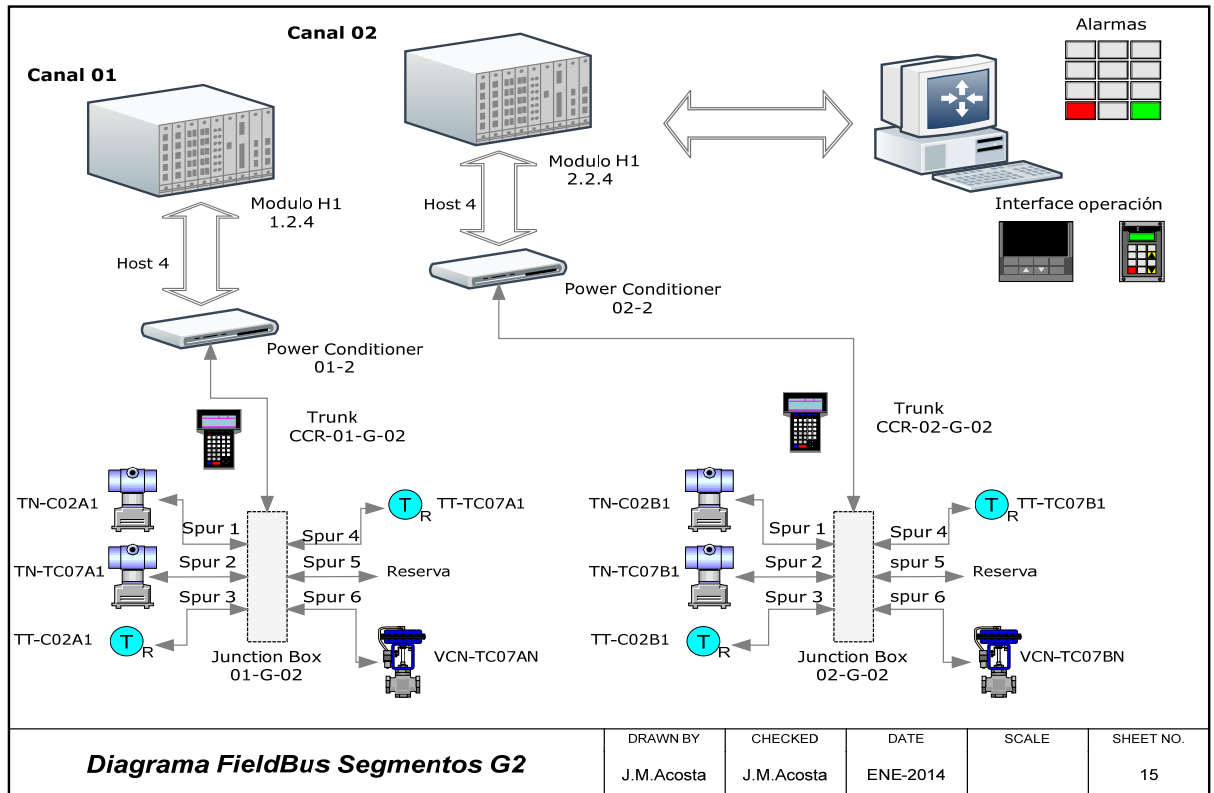 Canal 02
Alarmas
Canal 01
Modulo H1
2.2.4
Modulo H1
1.2.4
Host 4
Interface operación
Host 4
Power Conditioner
02-2
Power Conditioner
01-2
Trunk
CCR-01-G-02
Trunk
CCR-02-G-02
TN-C02A1
TT-TC07A1
TN-C02B1
TT-TC07B1
T
R
T
R
Spur 1
Spur 4
Spur 1
Spur 4
TN-TC07A1
Spur 2
Spur 5
Reserva
TN-TC07B1
Spur 2
spur 5
Reserva
Spur 3
Spur 6
Spur 3
spur 6
TT-C02A1
T
R
VCN-TC07AN
TT-C02B1
T
R
VCN-TC07BN
Junction Box
01-G-02
Junction Box
02-G-02
Diagrama FieldBus Segmentos G2
DRAWN BY
CHECKED
DATE
SCALE
SHEET NO.
J.M.Acosta
J.M.Acosta
ENE-2014
15